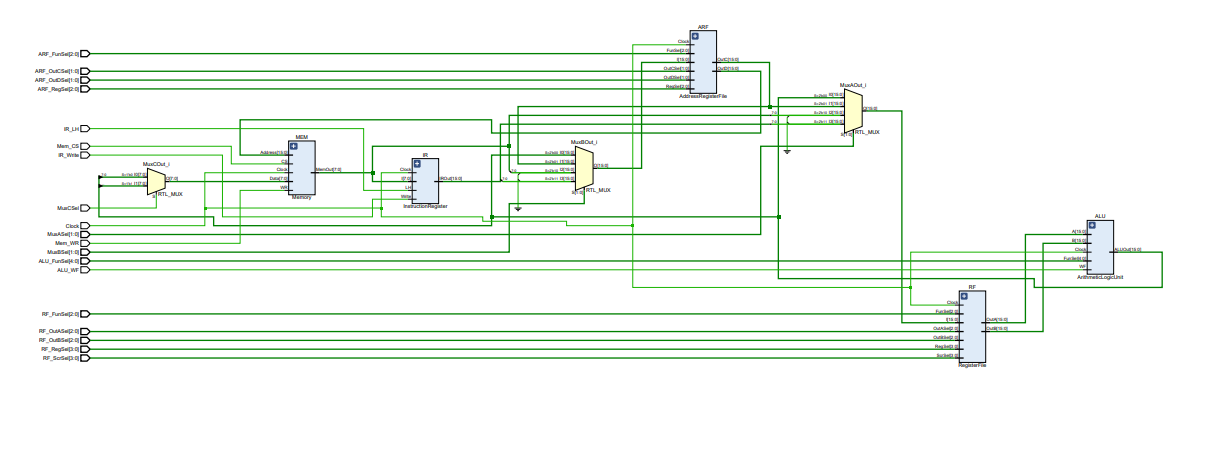 ARF
Clock
ARF_FunSel[2:0]
FunSel[2:0]
I[15:0]
OutC[15:0]
ARF_OutCSel[1:0]
OutCSel[1:0]
OutD[15:0]
ARF_OutDSel[1:0]
OutDSel[1:0]
ARF_RegSel[2:0]
RegSel[2:0]
AddressRegisterFile
MuxAOut_i
S=2'b00 I0[15:0]
S=2'b01 I1[15:0]
O[15:0]
7:0
S=2'b10 I2[15:0]
7:0
S=2'b11 I3[15:0]
S[1:0]
RTL_MUX
IR_LH
MEM
MuxBOut_i
Mem_CS
IR_Write
Address[15:0]
IR
S=2'b00 I0[15:0]
CS
S=2'b01 I1[15:0]
O[15:0]
MuxCOut_i
Clock
MemOut[7:0]
Clock
7:0
S=2'b10 I2[15:0]
7:0
S=1'b0 I0[7:0]
O[7:0]
Data[7:0]
I[7:0]
IROut[15:0]
7:0
S=2'b11 I3[15:0]
S=1'b1 I1[7:0]
WR
LH
S[1:0]
RTL_MUX
S
RTL_MUX
Memory
Write
InstructionRegister
MuxCSel
Clock
MuxASel[1:0]
Mem_WR
MuxBSel[1:0]
ALU_FunSel[4:0]
ALU_WF
ALU
A[15:0]
B[15:0]
Clock
ALUOut[15:0]
FunSel[4:0]
WF
ArithmeticLogicUnit
RF
Clock
RF_FunSel[2:0]
FunSel[2:0]
I[15:0]
OutA[15:0]
RF_OutASel[2:0]
OutASel[2:0]
OutB[15:0]
RF_OutBSel[2:0]
OutBSel[2:0]
RF_RegSel[3:0]
RegSel[3:0]
RF_ScrSel[3:0]
ScrSel[3:0]
RegisterFile